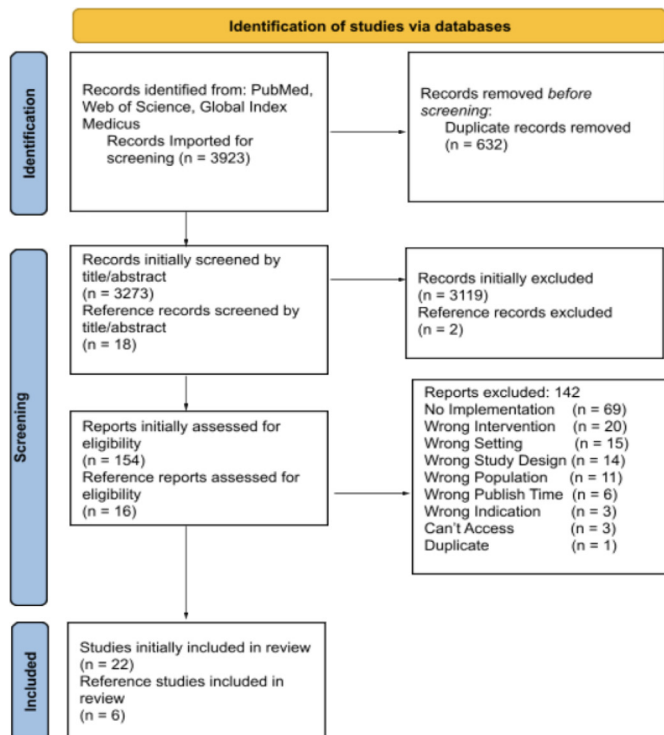 Identification of studies via databases
Identification
Records identified from: PubMed,
Web of Science, Global Index
Medicus
Records Imported for
screening (n = 3923)
Records removed before
screening:
Duplicate records removed
(n = 632)
Screening
Records initially screened by
title/abstract
(n = 3273)
Reference records screened by
title/abstract
(n = 18)
Records initially excluded
(n = 3119)
Reference records excluded
(n = 2)
Reports initially assessed for
eligibility
(n = 154)
Reference reports assessed for
eligibility
(n = 16)
Reports excluded: 142
No Implementation (n = 69)
Wrong Intervention (n = 20)
Wrong Setting (n = 15)
Wrong Study Design (n = 14)
Wrong Population (n = 11)
Wrong Publish Time (n = 6)
Wrong Indication (n = 3)
Can't Access (n = 3)
Duplicate (n = 1)
Included
Studies initially included in review
(n = 22)
Reference studies included in
review
(n = 6)